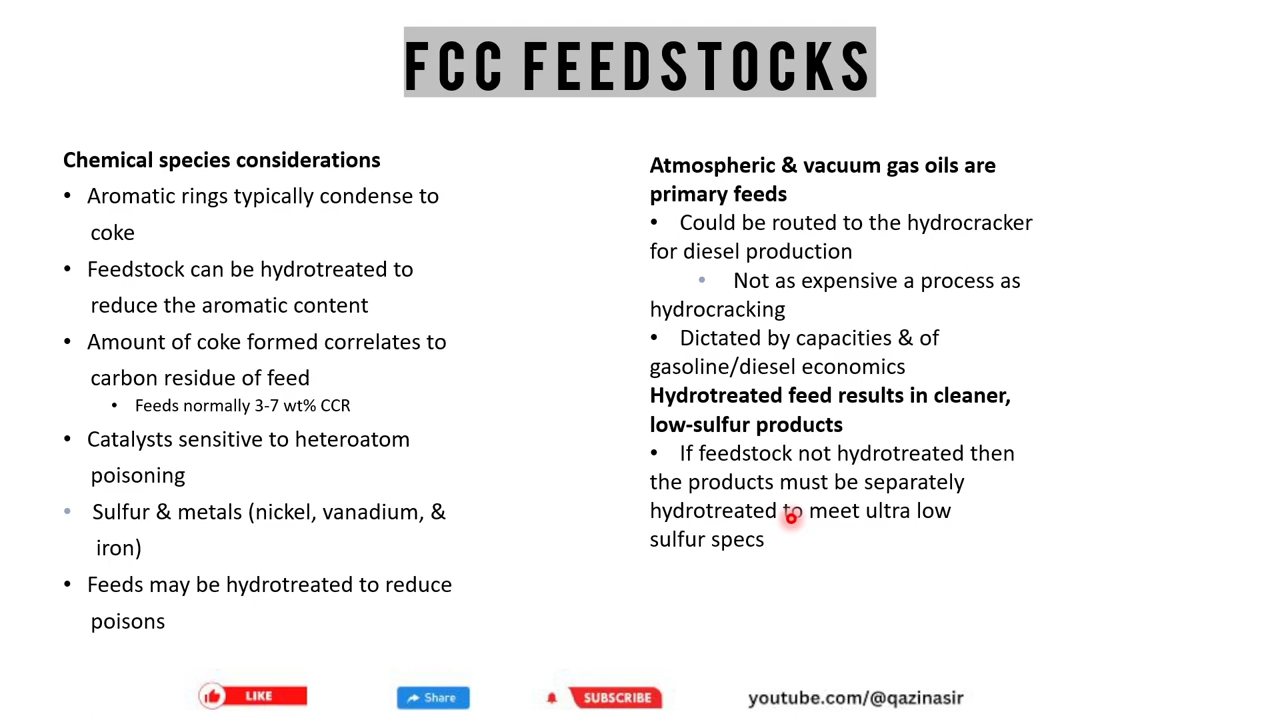 FCC FEEDSTOCKS
Chemical species considerations
• Aromatic rings typically condense to
coke
• Feedstock can be hydrotreated to
reduce the aromatic content
• Amount of coke formed correlates to
carbon residue of feed
• Feeds normally 3-7 wt% CCR
• Catalysts sensitive to heteroatom
poisoning
• Sulfur & metals (nickel, vanadium, &
iron)
• Feeds may be hydrotreated to reduce
poisons
Atmospheric & vacuum gas oils are
primary feeds
• Could be routed to the hydrocracker
for diesel production
• Not as expensive a process as
hydrocracking
• Dictated by capacities & of
gasoline/diesel economics
Hydrotreated feed results in cleaner,
low-sulfur products
• If feedstock not hydrotreated then
the products must be separately
hydrotreated to meet ultra low
sulfur specs
LIKE
Share
SUBSCRIBE
youtube.com/@qazinasir